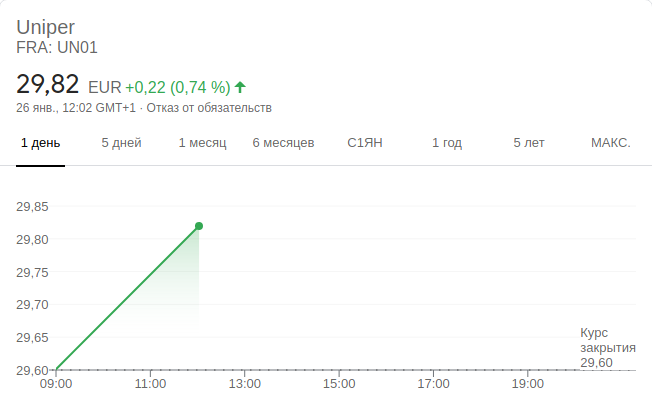 Uniper
FRA: UN01
29,82 EUR +0,22 (0,74 %)
26 янв., 12:02 GMT+1 · Отказ от обязательств
1 день 5 дней 1 месяц 6 месяцев С1ЯН 1 год 5 лет МАКС.
29,85
29,80
29,75
29,70
29,65
29,60
Курс
закрытия
29,60
09:00 11:00 13:00 15:00 17:00 19:00